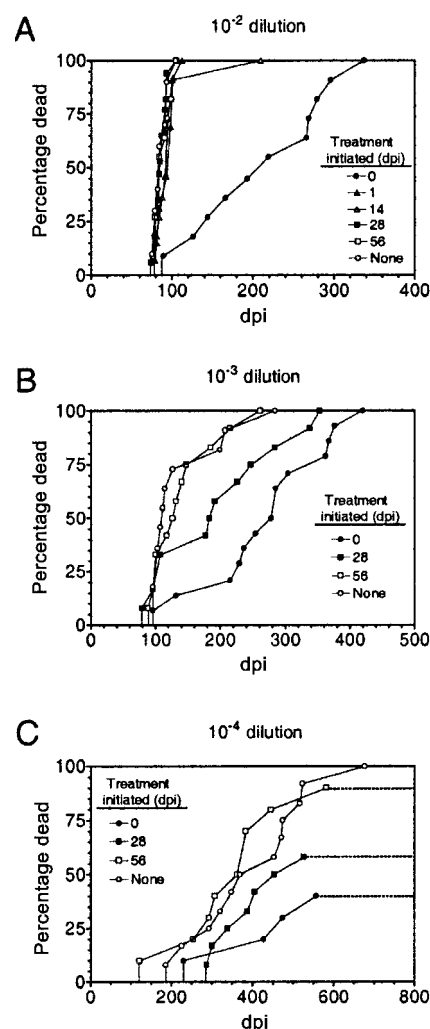 A
10-2 dilution
Percentage dead
100
75
50
25
0
0 100 200 300 400
dpi
Treatment
initiated (dpi)
0
1
14
28
56
None
B
10-3 dilution
Percentage dead
100
75
50
25
0
0 100 200 300 400 500
dpi
Treatment
initiated (dpi)
0
28
56
None
C
10-4 dilution
Percentage dead
100
75
50
25
0
0 200 400 600 800
dpi
Treatment
initiated (dpi)
0
28
56
None